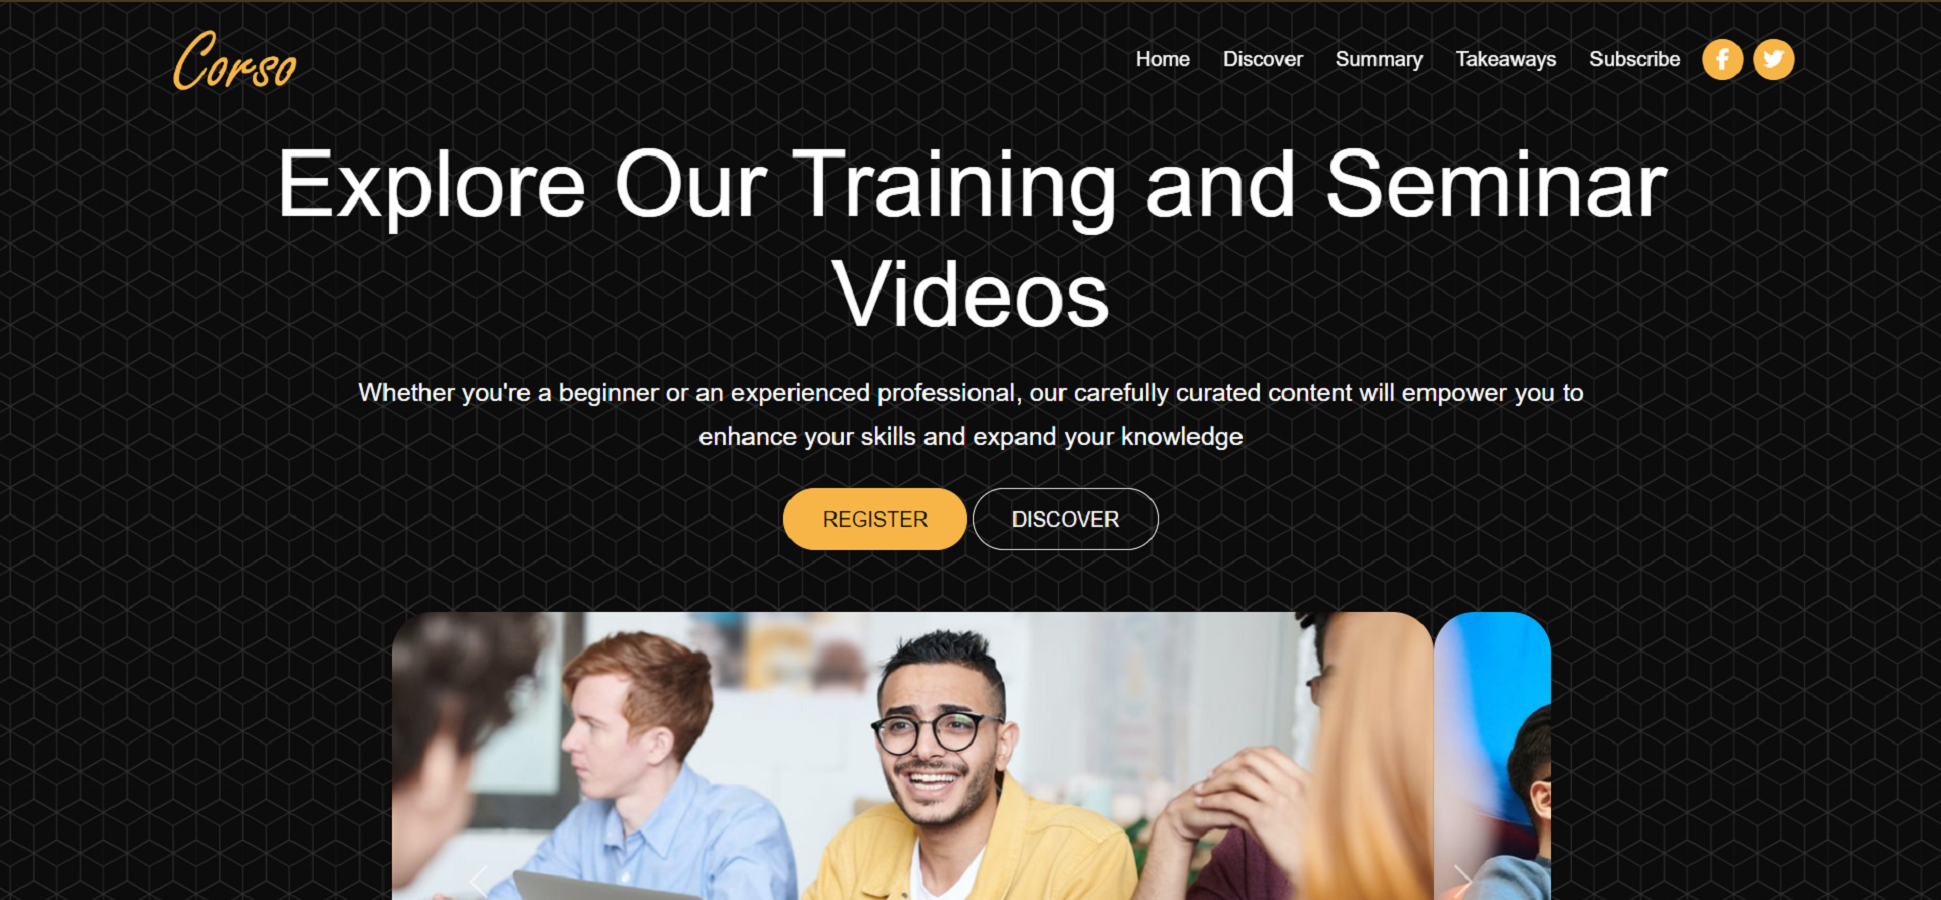 Corso
Home Discover Summary Takeaways Subscribe
Explore Our Training and Seminar
Videos
Whether you're a beginner or an experienced professional, our carefully curated content will empower you to
enhance your skills and expand your knowledge
REGISTER DISCOVER